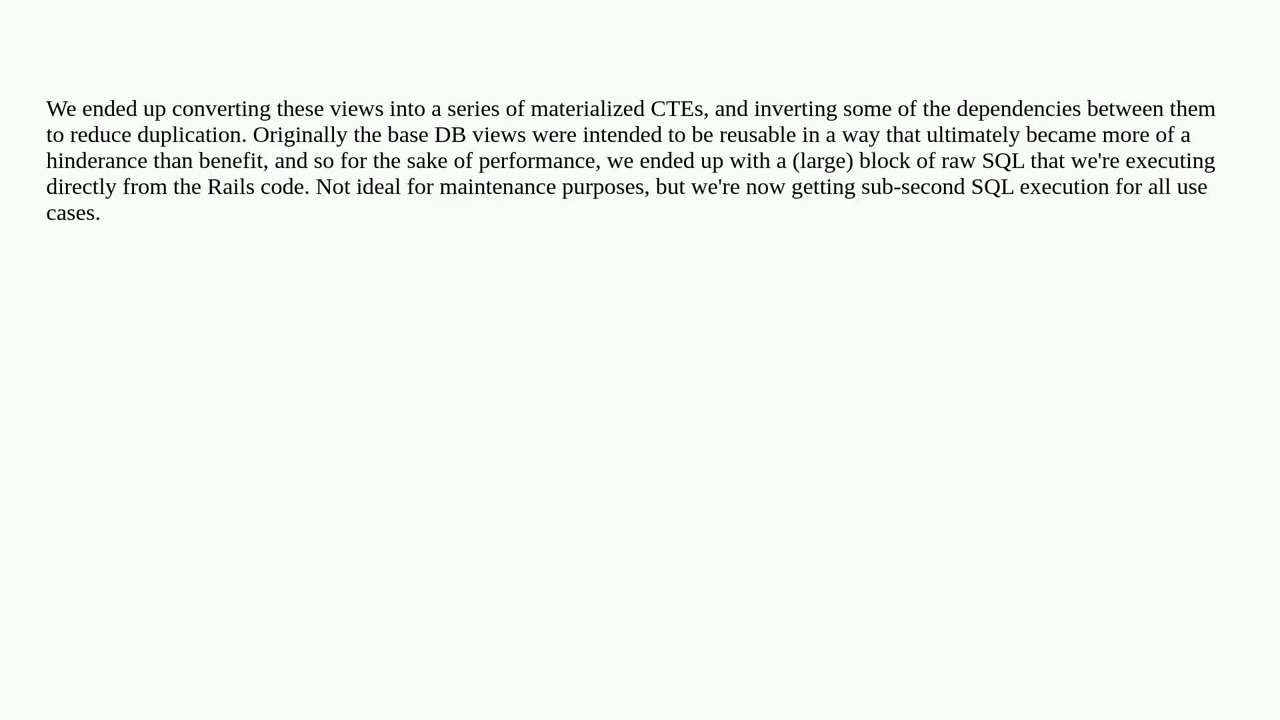 We ended up converting these views into a series of materialized CTEs, and inverting some of the dependencies between them
to reduce duplication. Originally the base DB views were intended to be reusable in a way that ultimately became more of a
hinderance than benefit, and so for the sake of performance, we ended up with a (large) block of raw SQL that we're executing
directly from the Rails code. Not ideal for maintenance purposes, but we're now getting sub-second SQL execution for all use
cases.